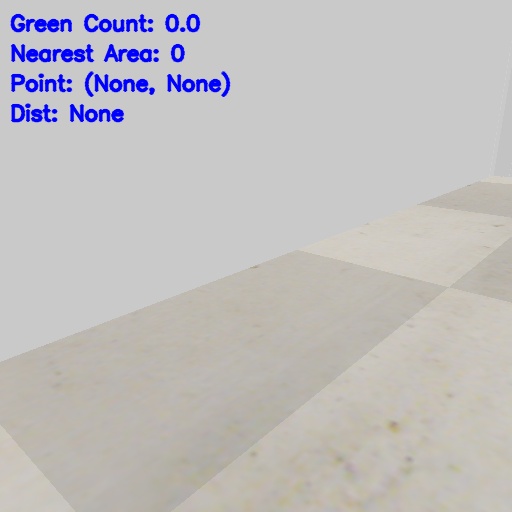 Green Count: 0.0
Nearest Area: 0
Point: (None, None)
Dist: None